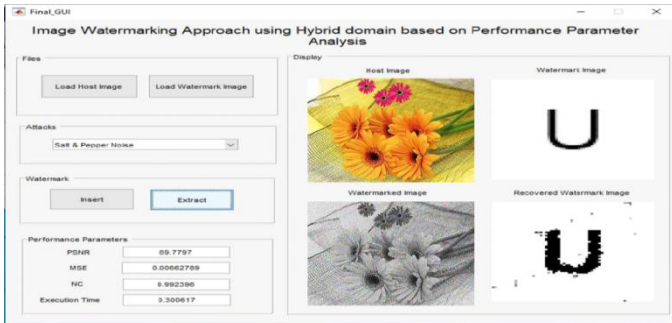 Final_GUI
Image Watermarking Approach using Hybrid domain based on Performance Parameter
Analysis
Files
Load Host Image
Load Watermark Image
Attacks
Salt & Pepper Noise
Watermark
Insert
Extract
Performance Parameters
PSNR
69.7797
MSE
0.00662789
NC
0.992396
Execution Time
3.300617
Display
Host Image
Watermark Image
U
Watermarked Image
Recovered Watermark Image
U